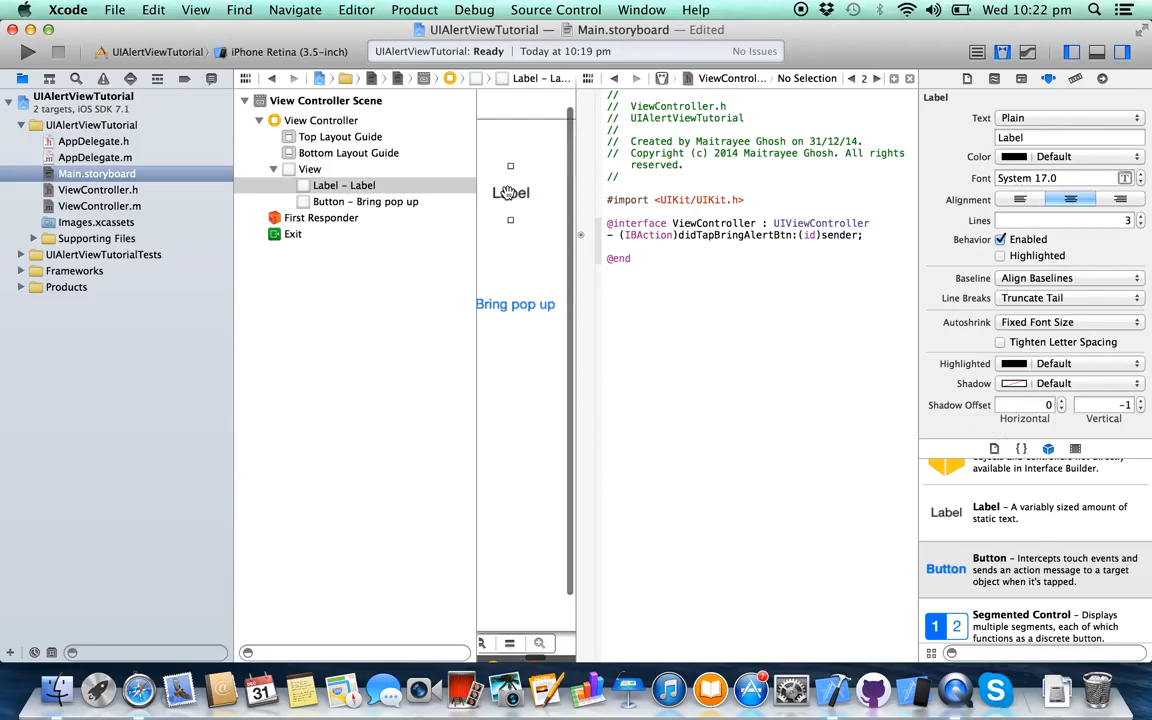 Xcode File Edit View Find Navigate Editor Product Debug Source Control Window Help Wed 10:22 pm
UIAlertViewTutorial — Main.storyboard — Edited
UIAlertViewTutorial iPhone Retina (3.5-inch) UIAlertViewTutorial: Ready Today at 10:19 pm No Issues
Label – La... ViewControl... No Selection 2
UIAlertViewTutorial
2 targets, iOS SDK 7.1
UIAlertViewTutorial
AppDelegate.h
AppDelegate.m
Main.storyboard
ViewController.h
ViewController.m
Images.xcassets
Supporting Files
UIAlertViewTutorialTests
Frameworks
Products
View Controller Scene
View Controller
Top Layout Guide
Bottom Layout Guide
View
Label – Label
Button – Bring pop up
First Responder
Exit
Label
Bring pop up
//
// ViewController.h
// UIAlertViewTutorial
//
// Created by Maitrayee Ghosh on 31/12/14.
// Copyright (c) 2014 Maitrayee Ghosh. All rights
reserved.
//
#import <UIKit/UIKit.h>
@interface ViewController : UIViewController
- (IBAction)didTapBringAlertBtn:(id)sender;
@end
Label
Text Plain
Label
Color Default
Font System 17.0
Alignment
Lines 3
Behavior Enabled
Highlighted
Baseline Align Baselines
Line Breaks Truncate Tail
Autoshrink Fixed Font Size
Tighten Letter Spacing
Highlighted Default
Shadow Default
Shadow Offset 0 -1
Horizontal Vertical
available in Interface Builder.
Label – A variably sized amount of
static text.
Label
Button – Intercepts touch events and
sends an action message to a target
object when it's tapped.
Button
Segmented Control – Displays
multiple segments, each of which
functions as a discrete button.
1 2
31
7